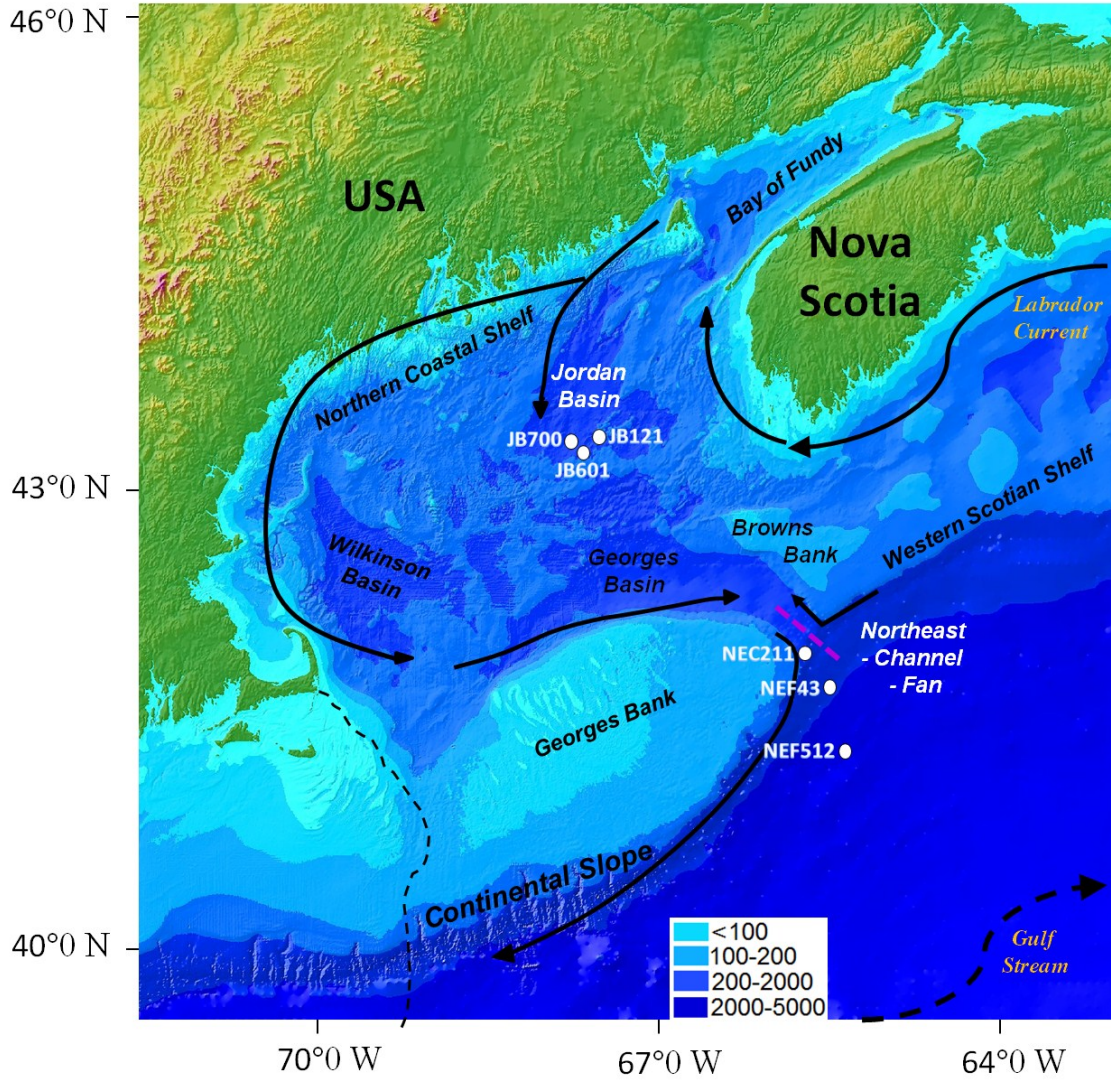 46°0 N
USA
Bay of Fundy
Nova
Scotia
Labrador
Current
Northern Coastal Shelf
Jordan
Basin
JB700
JB121
JB601
43°0 N
Western Scotian Shelf
Browns
Bank
Georges
Basin
Wilkinson
Basin
Northeast
- Channel
- Fan
NEC211
NEF43
Georges Bank
NEF512
Continental Slope
<100
100-200
200-2000
2000-5000
Gulf
Stream
40°0 N
70°0 W
67°0 W
64°0 W